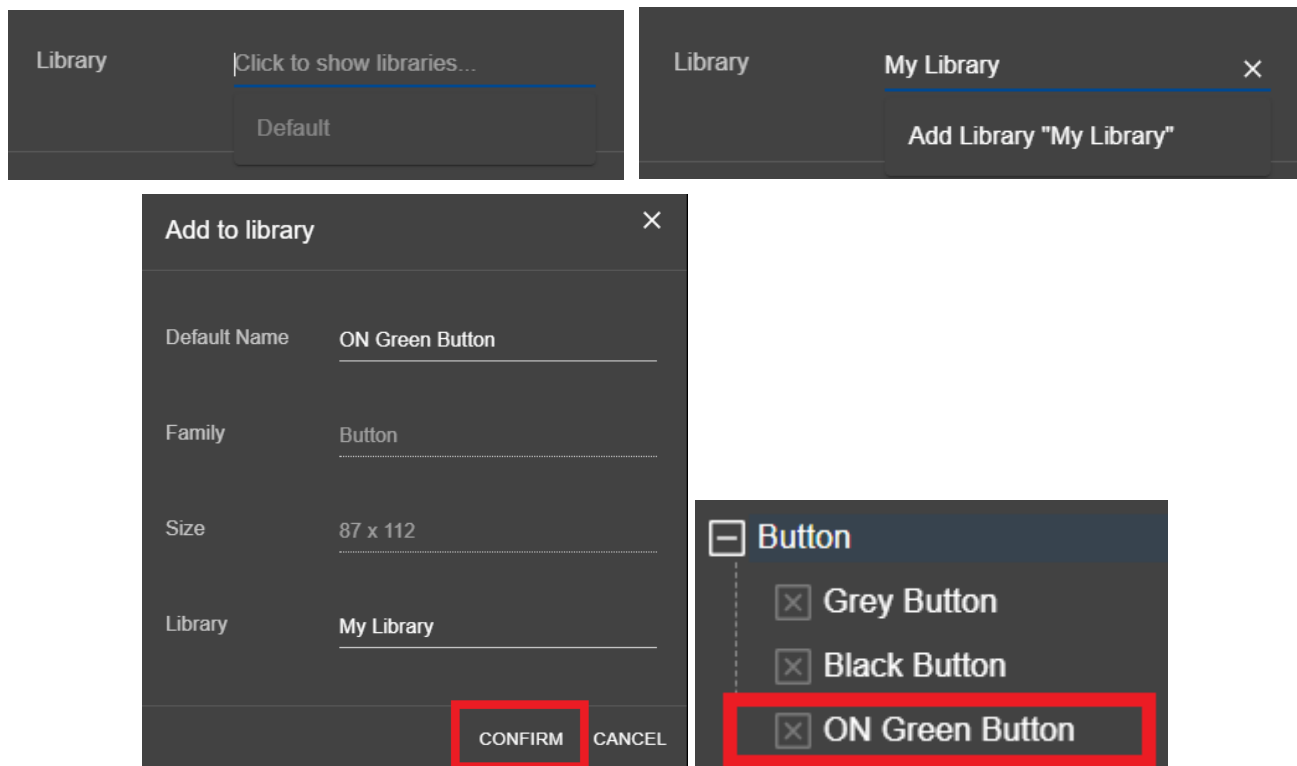 Library
Click to show libraries...
Default
Library
My Library
Add Library "My Library"
Add to library
Default Name
ON Green Button
Family
Button
Size
87 x 112
Library
My Library
CONFIRM
CANCEL
Button
Grey Button
Black Button
ON Green Button